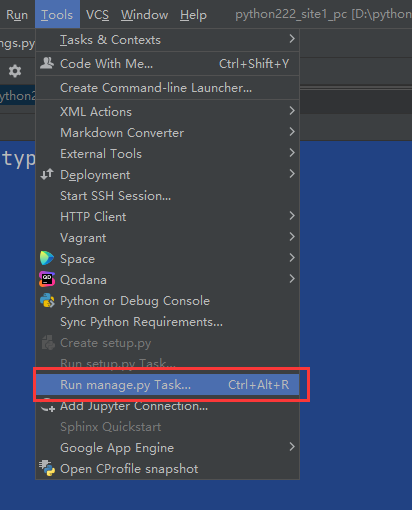 Run Tools VCS Window Help python222_site1_pc [D:\python
ngs.py
ython2
typ
Tasks & Contexts
Code With Me... Ctrl+Shift+Y
Create Command-line Launcher...
XML Actions
Markdown Converter
External Tools
Deployment
Start SSH Session...
HTTP Client
Vagrant
Space
Qodana
Python or Debug Console
Sync Python Requirements...
Create setup.py
Run setup.py Task...
Run manage.py Task... Ctrl+Alt+R
Add Jupyter Connection...
Sphinx Quickstart
Google App Engine
Open CProfile snapshot